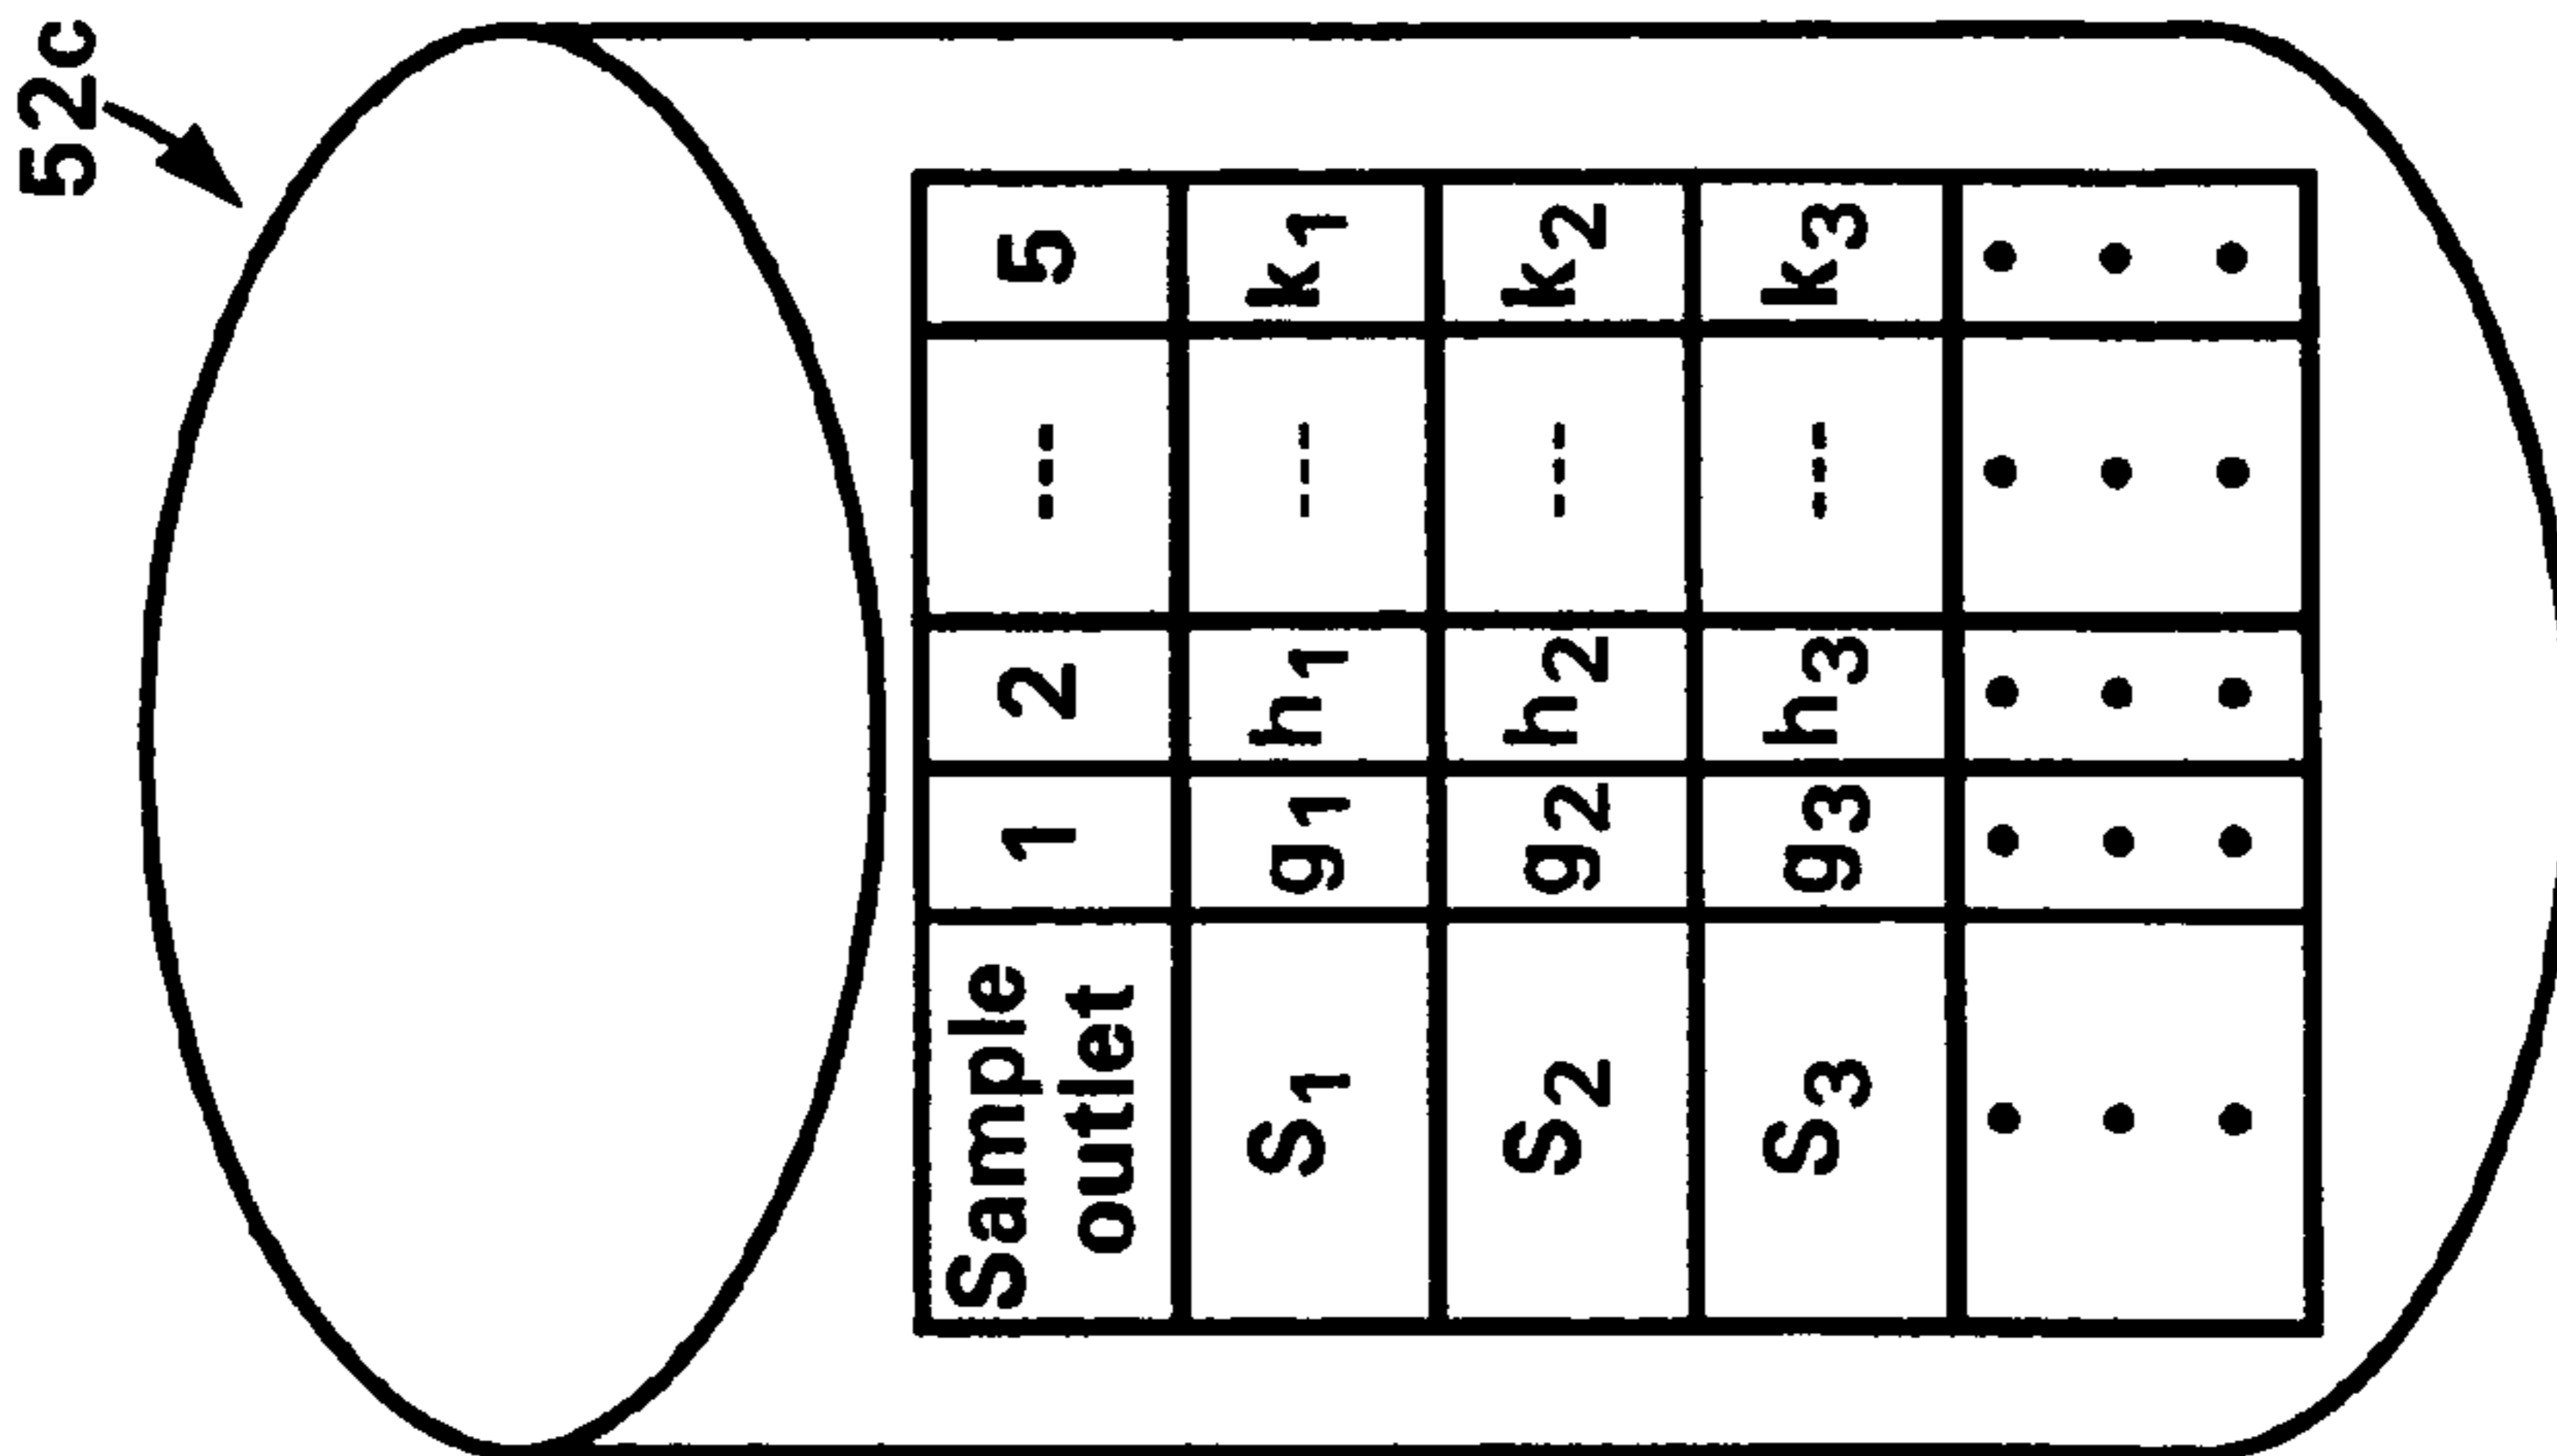 52c
Sample outlet 1 2 --- 5
S1 g1 h1 --- k1
S2 g2 h2 --- k2
S3 g3 h3 --- k3
• • • • •
• • • • •
• • • • •